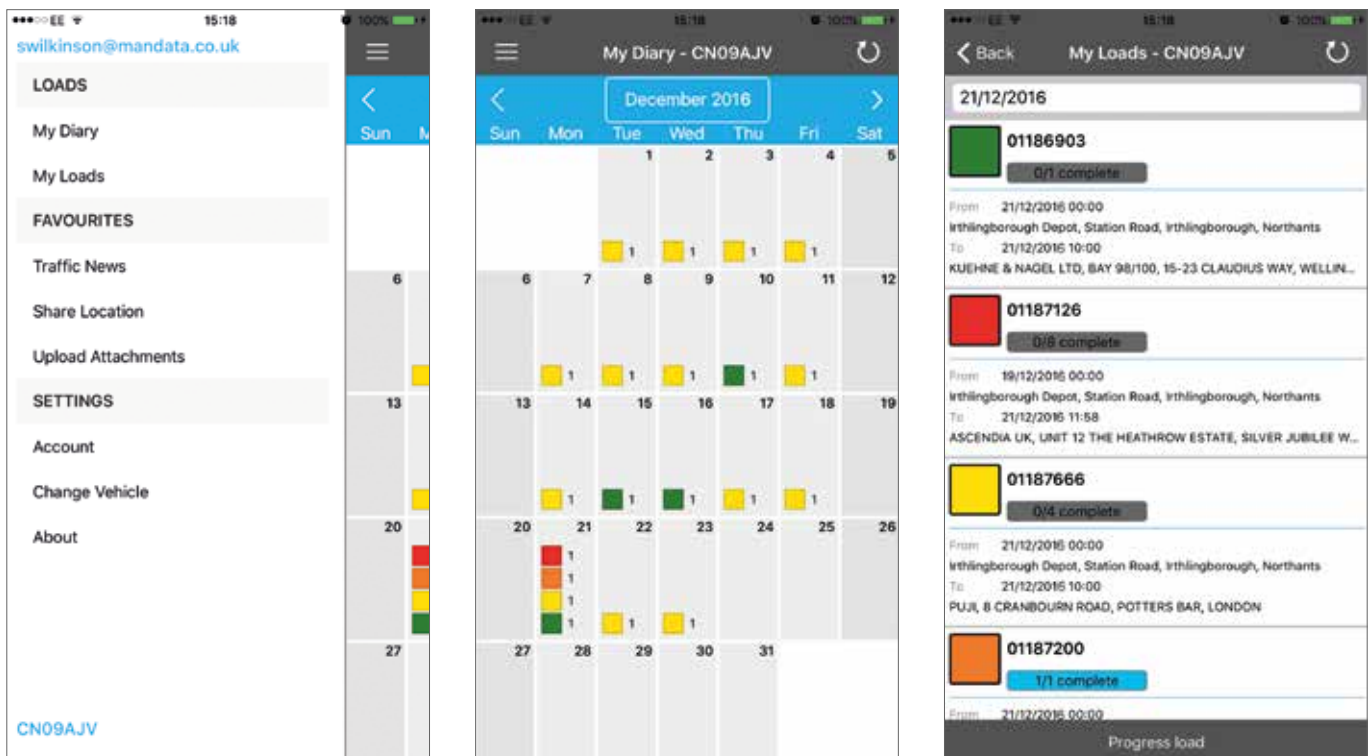 EE 15:18 100%
swilkinson@mandata.co.uk
LOADS
My Diary
My Loads
FAVOURITES
Traffic News
Share Location
Upload Attachments
SETTINGS
Account
Change Vehicle
About
CN09AJV
Sun M
6
13
20
27
EE 15:18 100%
My Diary - CN09AJV
December 2016
Sun Mon Tue Wed Thu Fri Sat
1 2 3 4 5
1 1 1 1
6 7 8 9 10 11 12
1 1 1 1 1
13 14 15 16 17 18 19
1 1 1 1 1
20 21 22 23 24 25 26
1
1
1
1 1 1
27 28 29 30 31
EE 15:18 100%
Back My Loads - CN09AJV
21/12/2016
01186903
0/1 complete
From 21/12/2016 00:00
Irthlingborough Depot, Station Road, Irthlingborough, Northants
To 21/12/2016 10:00
KUEHNE & NAGEL LTD, BAY 98/100, 15-23 CLAUDIUS WAY, WELLIN...
01187126
0/8 complete
From 19/12/2016 00:00
Irthlingborough Depot, Station Road, Irthlingborough, Northants
To 21/12/2016 11:58
ASCENDIA UK, UNIT 12 THE HEATHROW ESTATE, SILVER JUBILEE W...
01187666
0/4 complete
From 21/12/2016 00:00
Irthlingborough Depot, Station Road, Irthlingborough, Northants
To 21/12/2016 10:00
PUJI, 8 CRANBOURN ROAD, POTTERS BAR, LONDON
01187200
1/1 complete
From 21/12/2016 00:00
Progress load